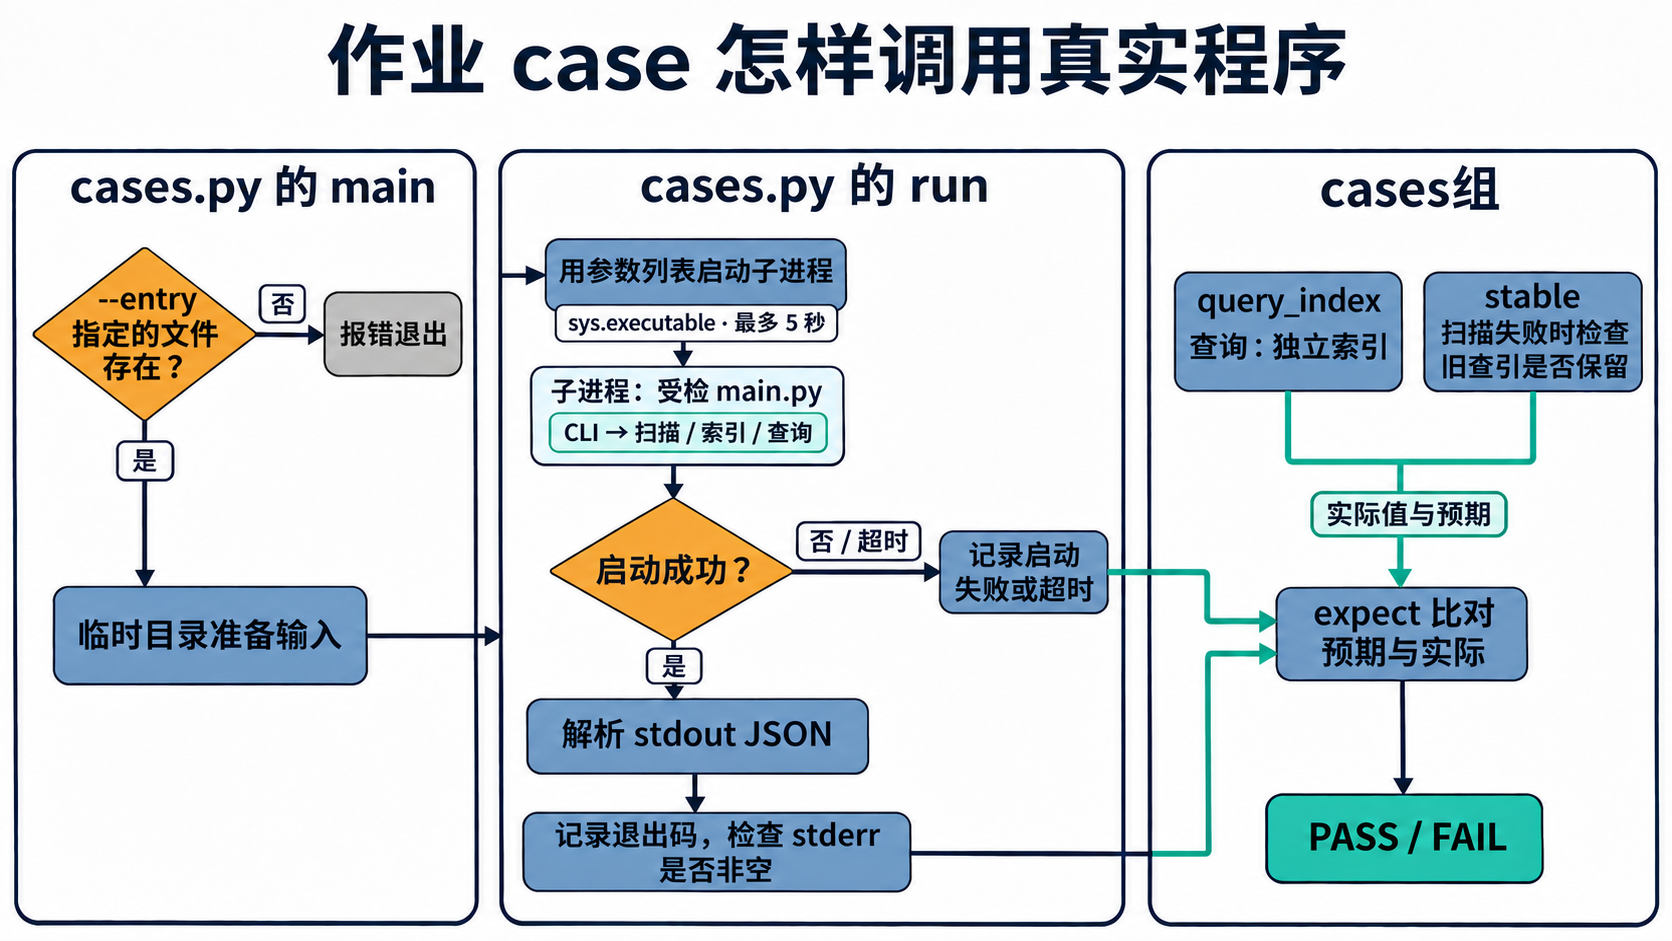 作业 case 怎样调用真实程序
cases.py 的 main
--entry
指定的文件
存在？
否
报错退出
是
临时目录准备输入
cases.py 的 run
用参数列表启动子进程
sys.executable · 最多 5 秒
子进程：受检 main.py
CLI → 扫描 / 索引 / 查询
启动成功？
否 / 超时
记录启动
失败或超时
是
解析 stdout JSON
记录退出码，检查 stderr
是否非空
cases组
query_index
查询：独立索引
stable
扫描失败时检查
旧查引是否保留
实际值与预期
expect 比对
预期与实际
PASS / FAIL